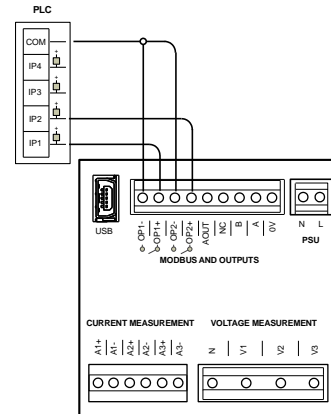 PLC
COM
IP4
IP3
IP2
IP1
USB
OP1-
OP1+
OP2-
OP2+
AOUT
NC
B
A
0V
N L
MODBUS AND OUTPUTS
PSU
CURRENT MEASUREMENT
VOLTAGE MEASUREMENT
A1+
A1-
A2+
A2-
A3+
A3-
N V1 V2 V3